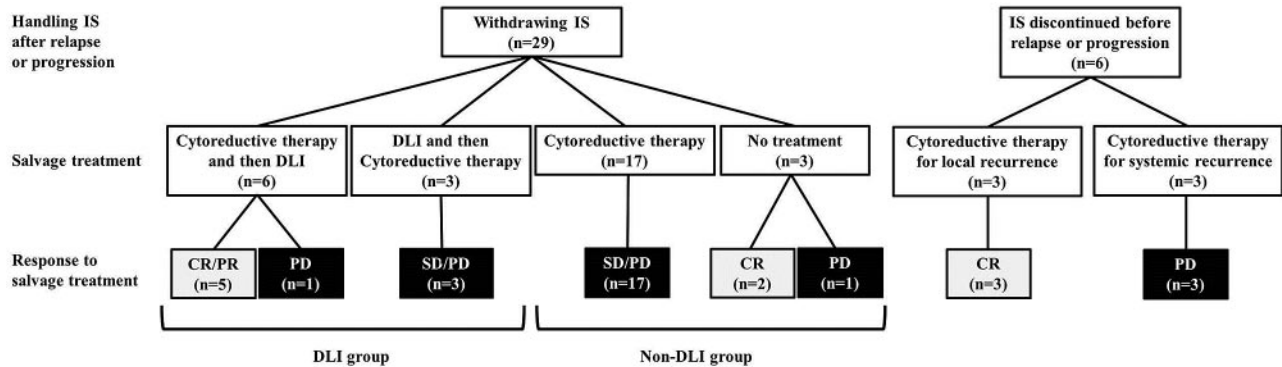 Handling IS
after relapse
or progression
Withdrawing IS
(n=29)
IS discontinued before
relapse or progression
(n=6)
Salvage treatment
Cytoreductive therapy
and then DLI
(n=6)
DLI and then
Cytoreductive therapy
(n=3)
Cytoreductive therapy
(n=17)
No treatment
(n=3)
Cytoreductive therapy
for local recurrence
(n=3)
Cytoreductive therapy
for systemic recurrence
(n=3)
Response to
salvage treatment
CR/PR
(n=5)
PD
(n=1)
SD/PD
(n=3)
SD/PD
(n=17)
CR
(n=2)
PD
(n=1)
CR
(n=3)
PD
(n=3)
DLI group
Non-DLI group